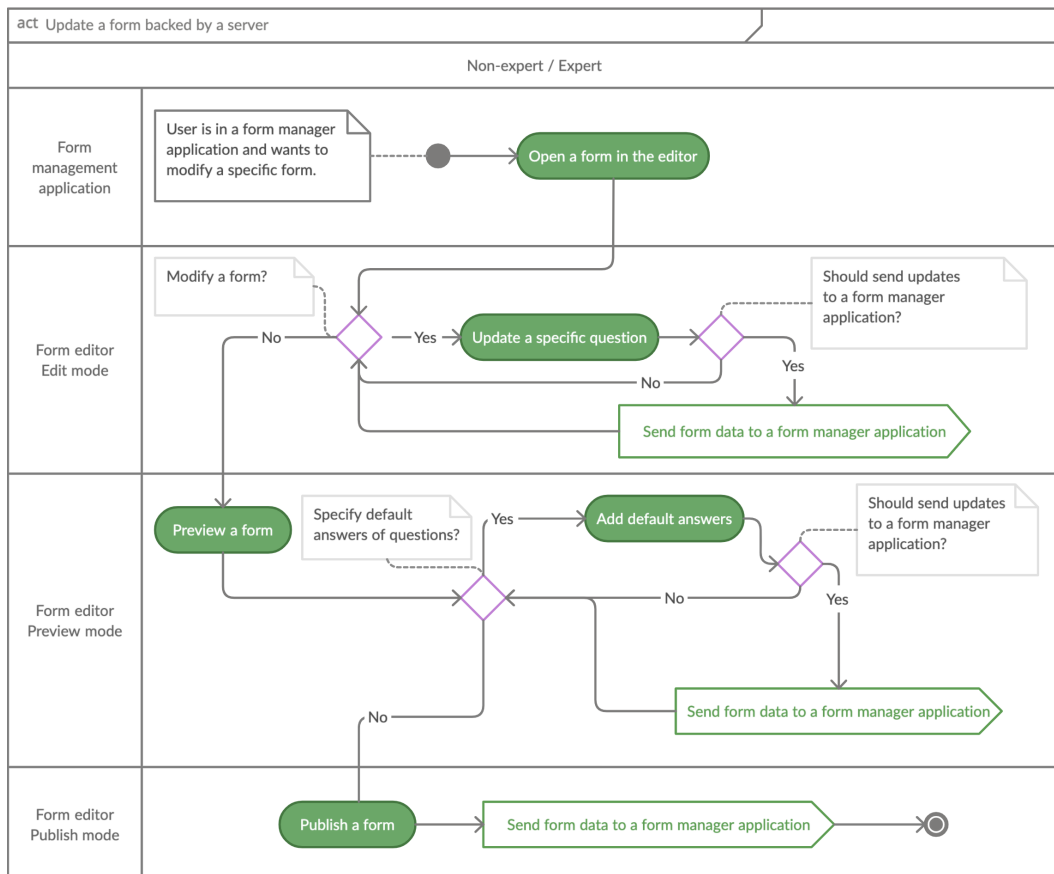 act Update a form backed by a server
Non-expert / Expert
Form
management
application
User is in a form manager
application and wants to
modify a specific form.
Open a form in the editor
Form editor
Edit mode
Modify a form?
Should send updates
to a form manager
application?
No
Yes
Update a specific question
Yes
No
Send form data to a form manager application
Form editor
Preview mode
Preview a form
Specify default
answers of questions?
Yes
Add default answers
Should send updates
to a form manager
application?
No
Yes
Send form data to a form manager application
No
Form editor
Publish mode
Publish a form
Send form data to a form manager application